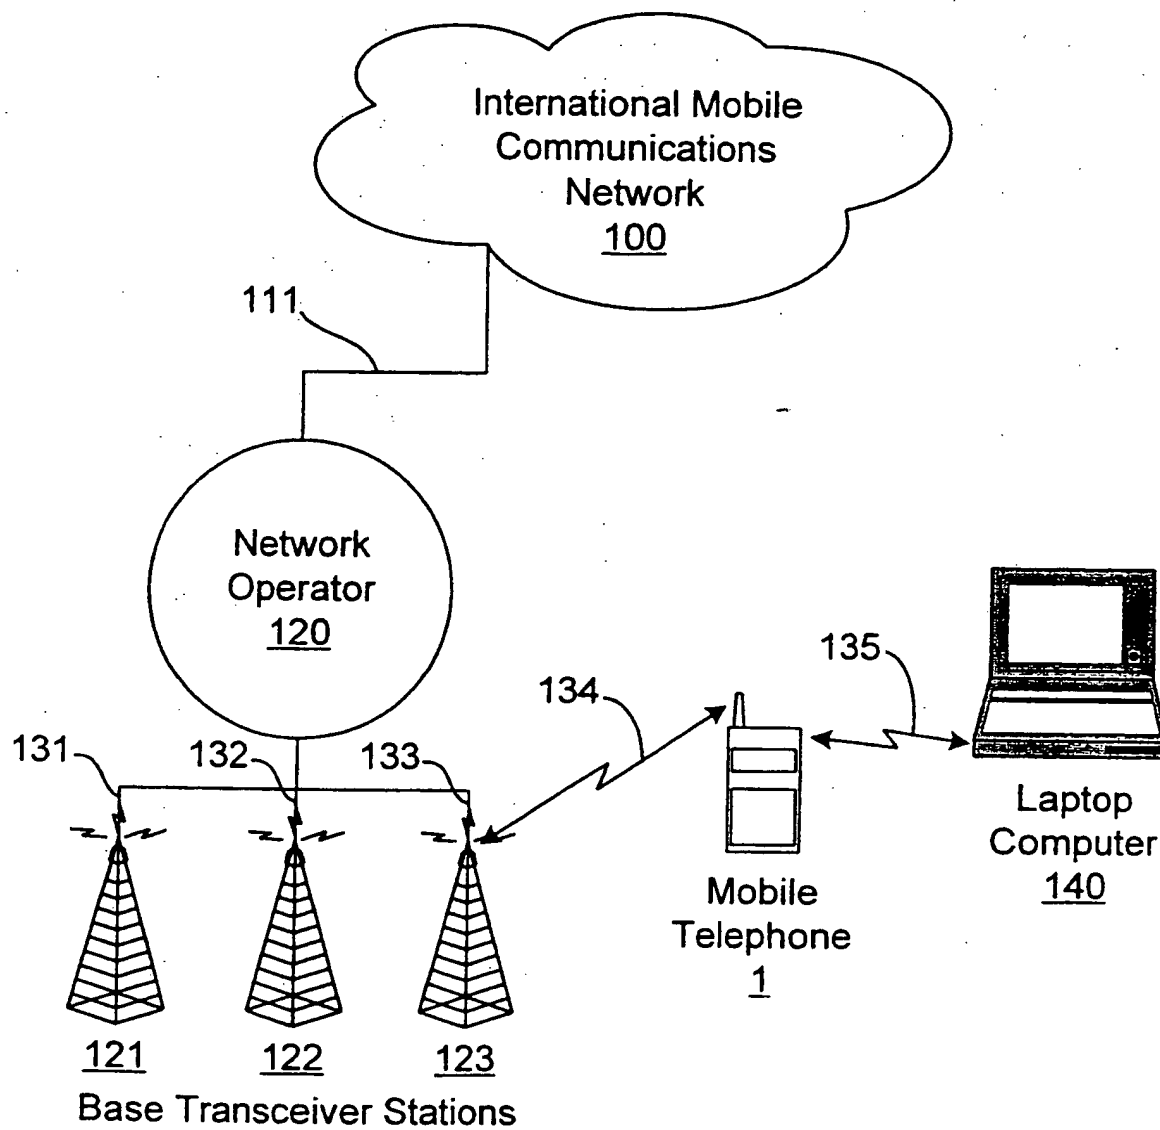 International Mobile
Communications
Network
100
111
Network
Operator
120
131
132
133
134
135
Laptop
Computer
140
Mobile
Telephone
1
121
122
123
Base Transceiver Stations